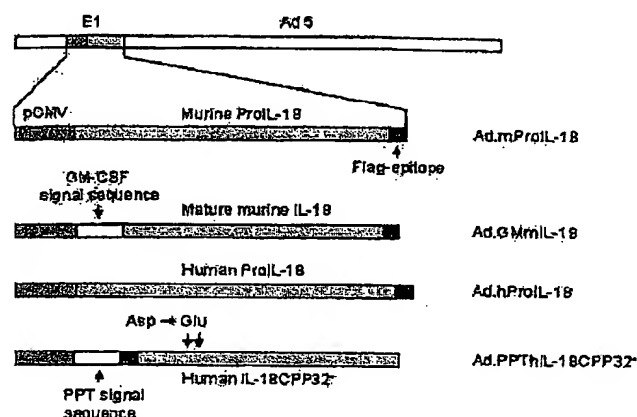 E1 Ad 5
pCMV Murine ProIL-18
Ad.mProIL-18
Flag-epitope
GM-CSF
signal sequence
Mature murine IL-18
Ad.GMmIL-18
Human ProIL-18
Ad.hProIL-18
Asp → Glu
Ad.PPThIL-18CPP32-
Human IL-18CPP32-
PPT signal
sequence